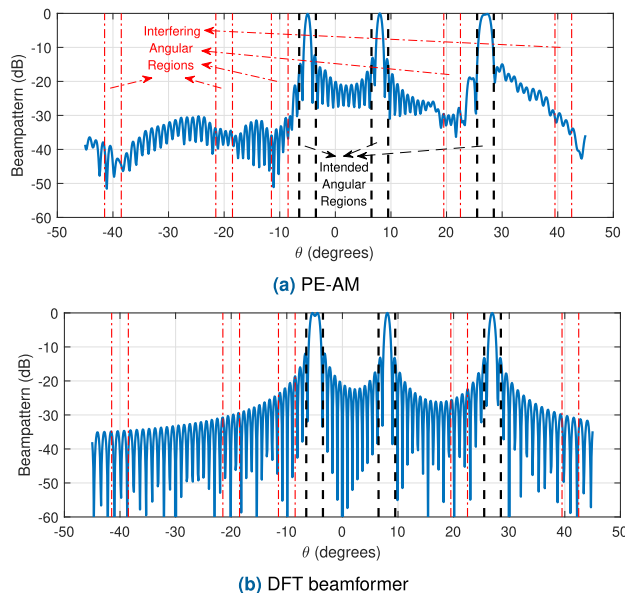 0
-10
-20
-30
-40
-50
-60
Beampattern (dB)
Interfering
Angular
Regions
Intended
Angular
Regions
-50 -40 -30 -20 -10 0 10 20 30 40 50
θ (degrees)
(a) PE-AM
0
-10
-20
-30
-40
-50
-60
Beampattern (dB)
-50 -40 -30 -20 -10 0 10 20 30 40 50
θ (degrees)
(b) DFT beamformer